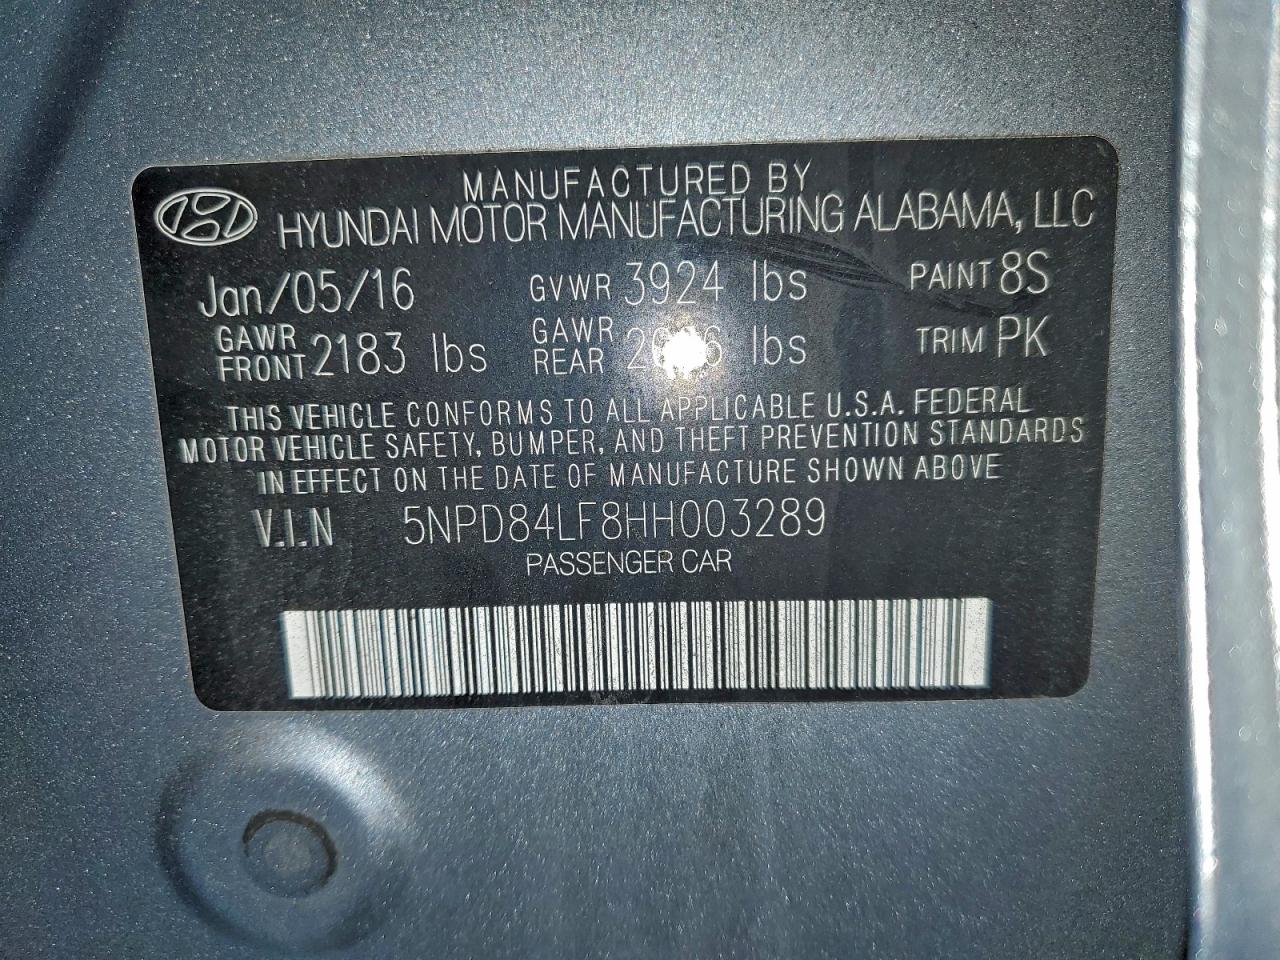 MANUFACTURED BY
HYUNDAI MOTOR MANUFACTURING ALABAMA, LLC
Jan/05/16 GVWR 3924 lbs PAINT 8S
GAWR FRONT 2183 lbs GAWR REAR lbs TRIM PK
THIS VEHICLE CONFORMS TO ALL APPLICABLE U.S.A. FEDERAL
MOTOR VEHICLE SAFETY, BUMPER, AND THEFT PREVENTION STANDARDS
IN EFFECT ON THE DATE OF MANUFACTURE SHOWN ABOVE
V.I.N 5NPD84LF8HH003289
PASSENGER CAR